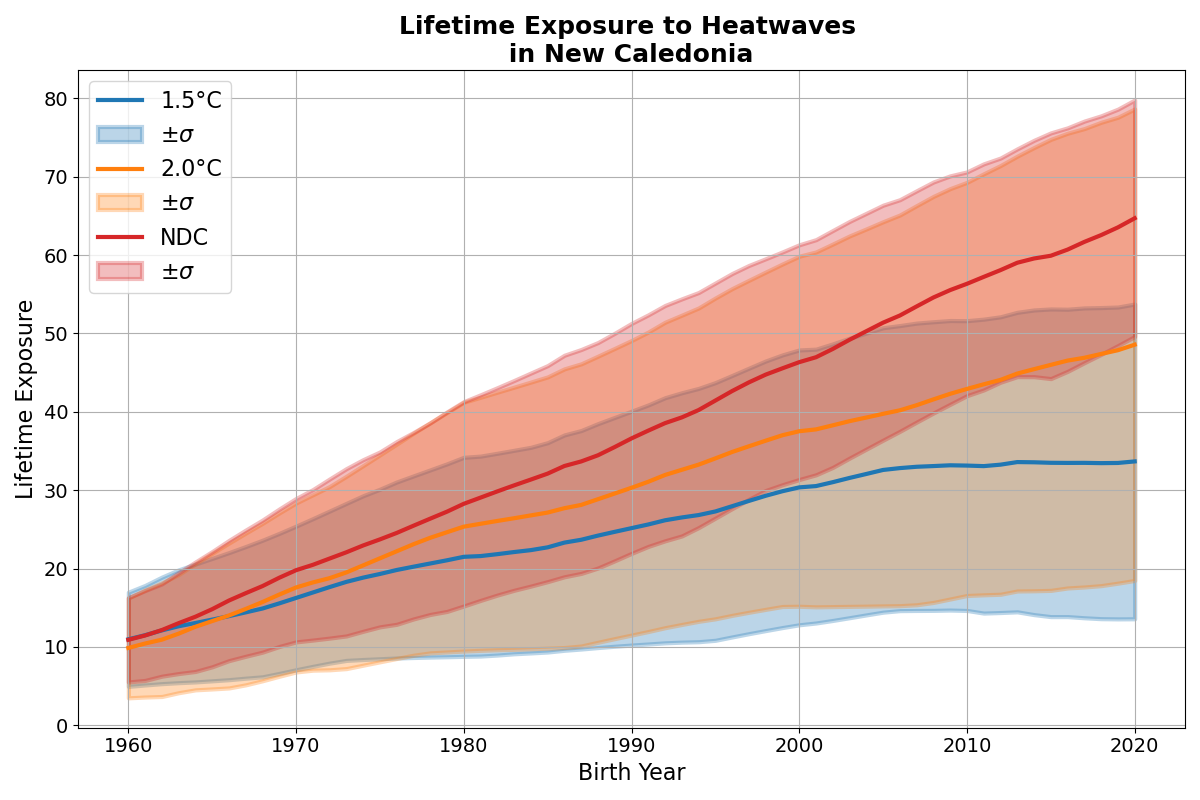 Lifetime Exposure to Heatwaves
in New Caledonia
1.5°C
±σ
2.0°C
±σ
NDC
±σ
Lifetime Exposure
80
70
60
50
40
30
20
10
0
1960 1970 1980 1990 2000 2010 2020
Birth Year